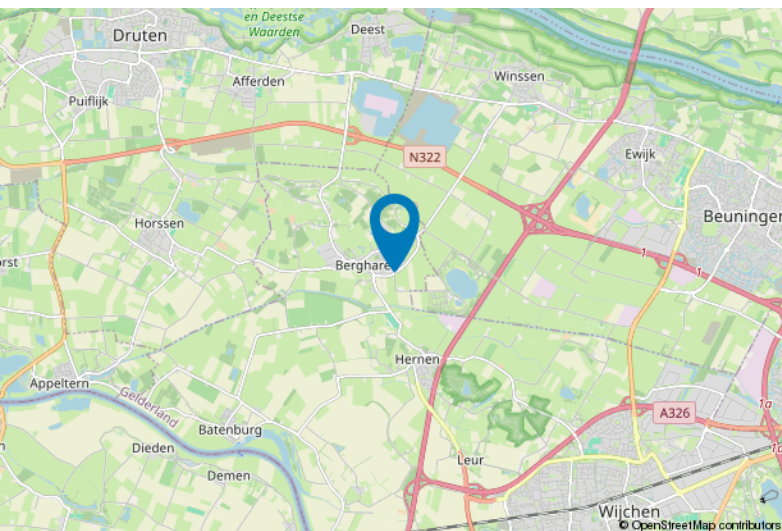 en Deestse
Waarden
Druten
Deest
Winssen
Afferden
Puiflijk
N322
Ewijk
Beuningen
Horssen
1
1
Bergharen
Hernen
Appeltern
Gelderland
1a
A326
Batenburg
Dieden
Leur
Demen
Wijchen
© OpenStreetMap contributors